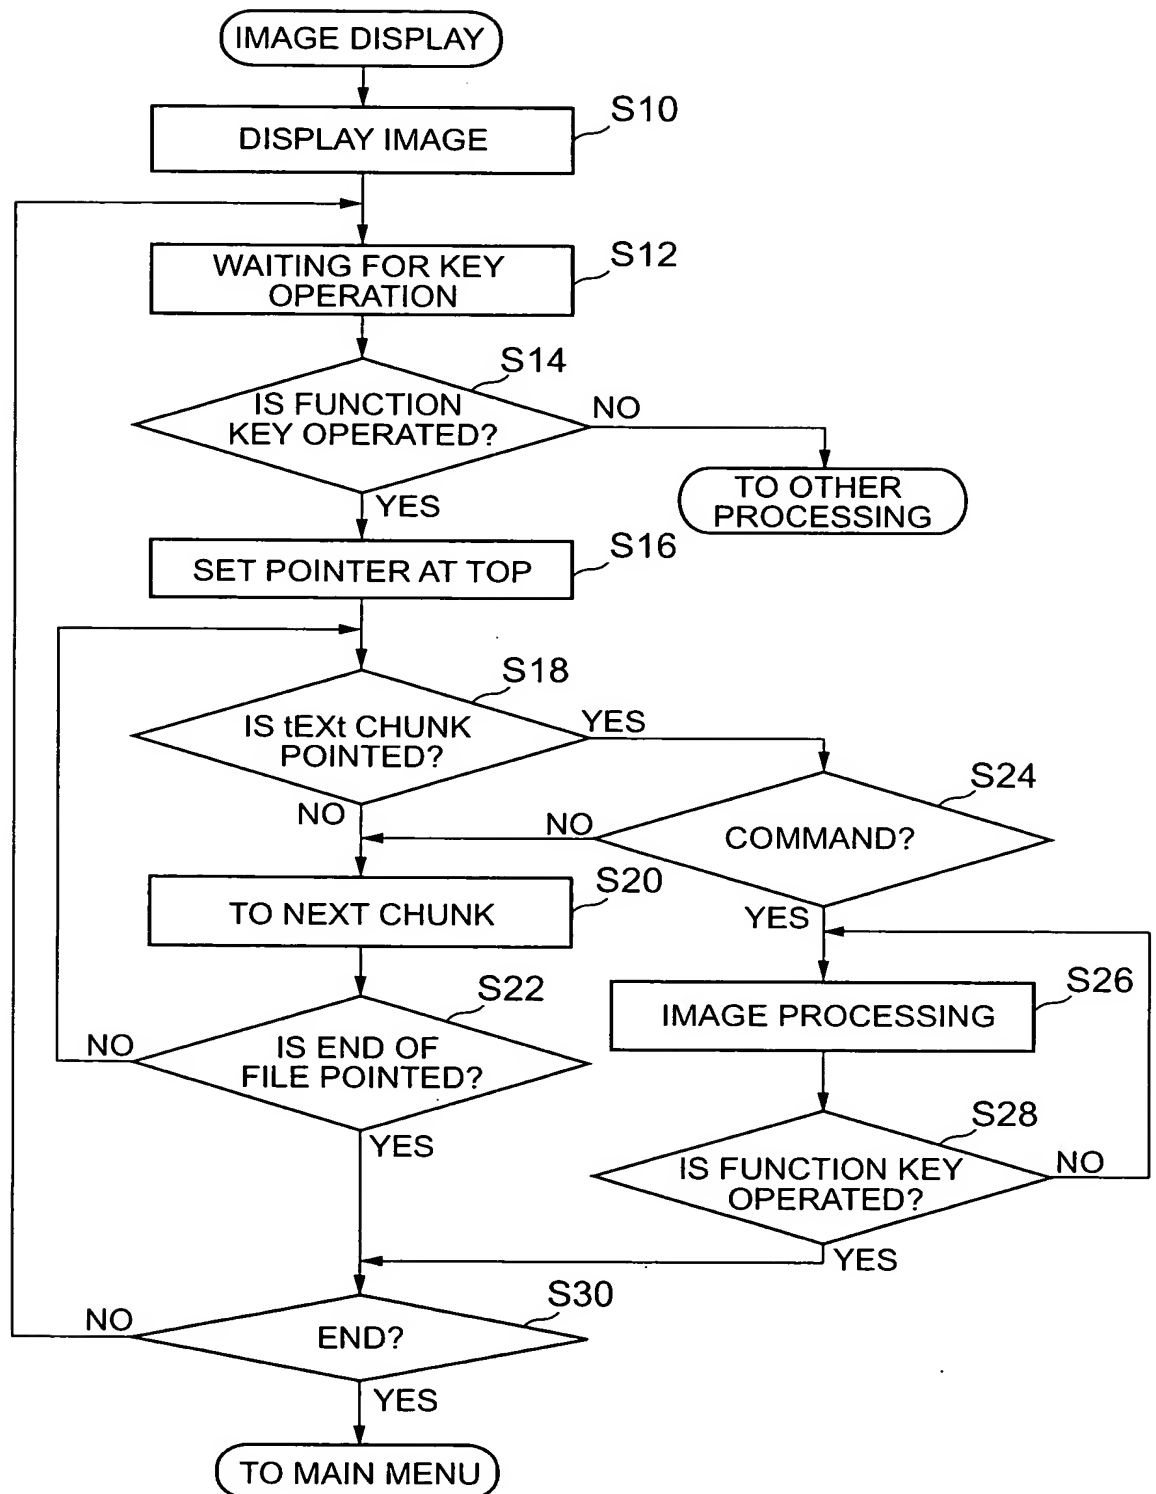 IMAGE DISPLAY
S10
DISPLAY IMAGE
S12
WAITING FOR KEY
OPERATION
S14
IS FUNCTION
KEY OPERATED?
NO
TO OTHER
PROCESSING
YES
S16
SET POINTER AT TOP
S18
IS tEXt CHUNK
POINTED?
YES
NO
S24
COMMAND?
NO
YES
S20
TO NEXT CHUNK
S22
IS END OF
FILE POINTED?
NO
YES
S26
IMAGE PROCESSING
S28
IS FUNCTION KEY
OPERATED?
NO
YES
S30
END?
NO
YES
TO MAIN MENU